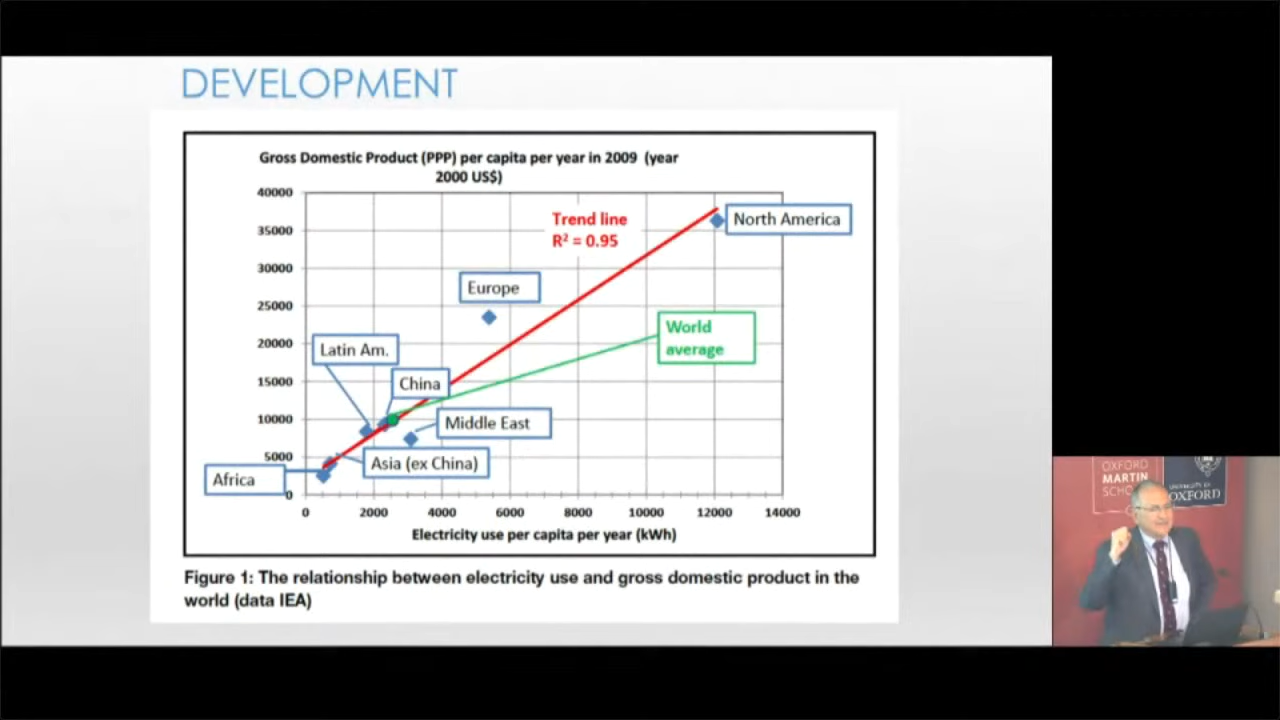 DEVELOPMENT
Gross Domestic Product (PPP) per capita per year in 2009 (year
2000 US$)
40000
35000
30000
25000
20000
15000
10000
5000
0
0 2000 4000 6000 8000 10000 12000 14000
Electricity use per capita per year (kWh)
Trend line
R² = 0.95
North America
Europe
World
average
Latin Am.
China
Middle East
Asia (ex China)
Africa
Figure 1: The relationship between electricity use and gross domestic product in the
world (data IEA)
OXFORD
MARTIN
SCHOOL
UNIVERSITY OF
OXFORD